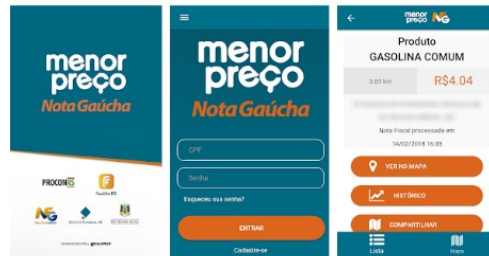 menor
preço
Nota Gaúcha
PROCON RS
NG
menor
preço
Nota Gaúcha
CPF
Senha
Esqueceu sua senha?
ENTRAR
Cadastre-se
menor
preço NG
Produto
GASOLINA COMUM
R$4.04
Nota Fiscal processada em
14/02/2018 16:05
VER NO MAPA
HISTÓRICO
COMPARTILHAR
Lista
Mapa